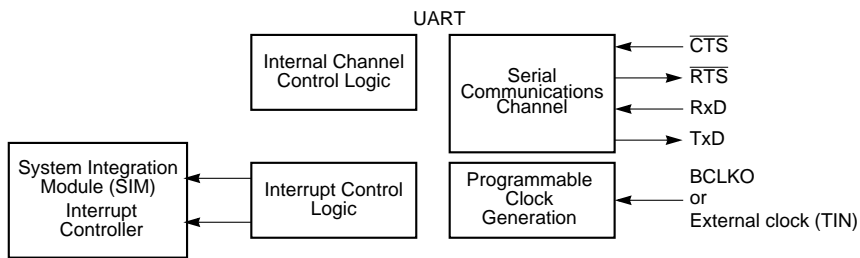 UART
Internal Channel
Control Logic
Serial
Communications
Channel
CTS
RTS
RxD
TxD
System Integration
Module (SIM)
Interrupt
Controller
Interrupt Control
Logic
Programmable
Clock
Generation
BCLKO
or
External clock (TIN)